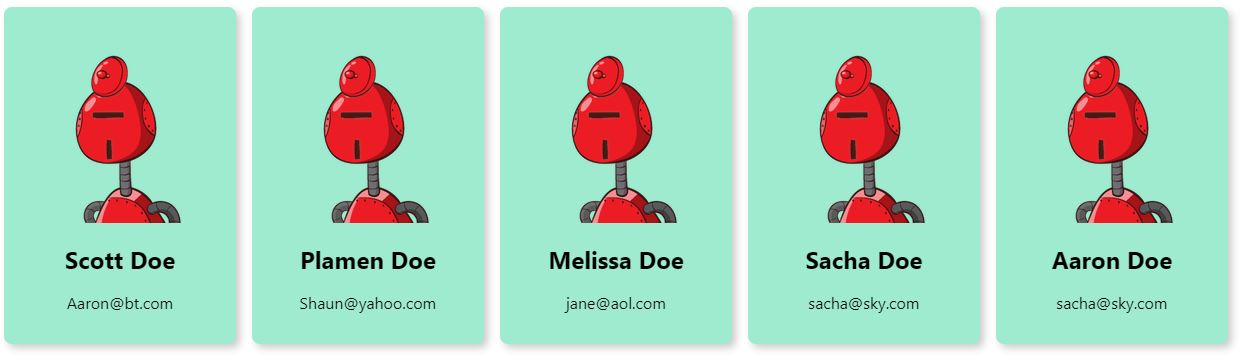 Scott Doe
Aaron@bt.com
Plamen Doe
Shaun@yahoo.com
Melissa Doe
jane@aol.com
Sacha Doe
sacha@sky.com
Aaron Doe
sacha@sky.com